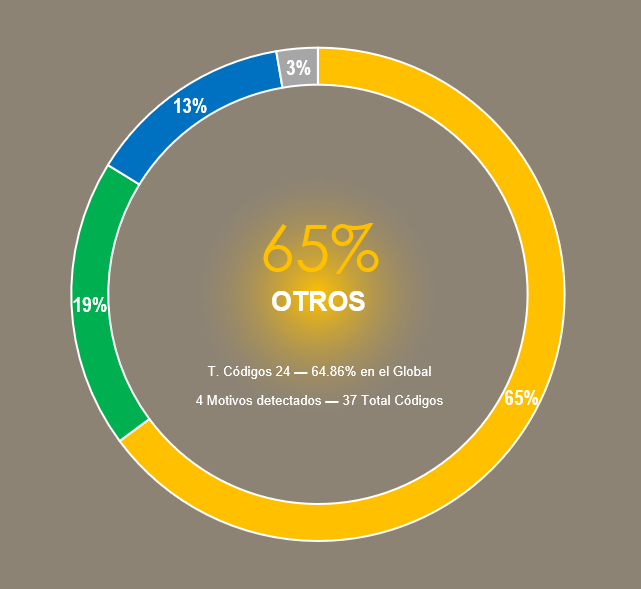 3%
13%
65%
OTROS
19%
T. Códigos 24 — 64.86% en el Global
65%
4 Motivos detectados — 37 Total Códigos